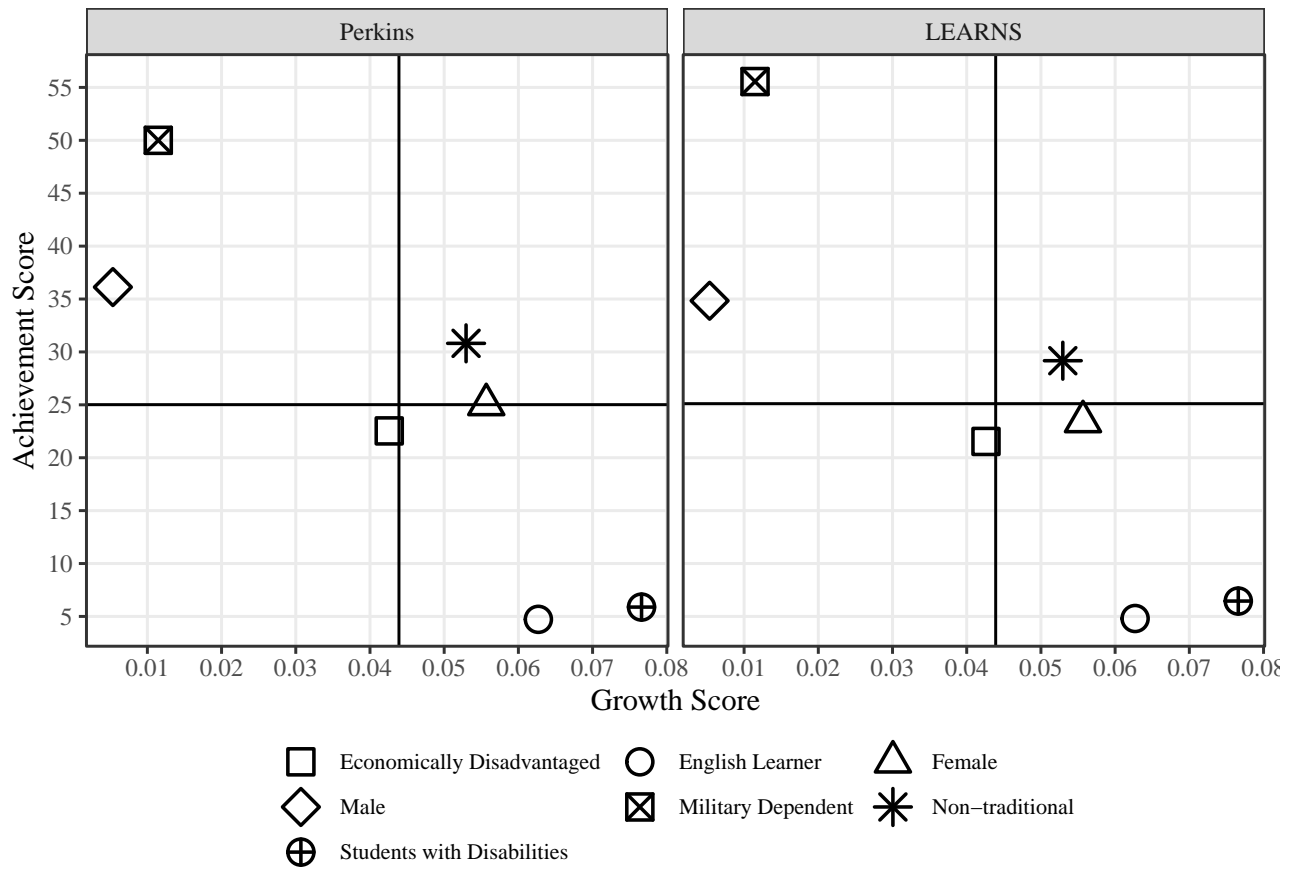 Perkins LEARNS
Achievement Score
55
50
45
40
35
30
25
20
15
10
5
0.01 0.02 0.03 0.04 0.05 0.06 0.07 0.08 0.01 0.02 0.03 0.04 0.05 0.06 0.07 0.08
Growth Score
Economically Disadvantaged English Learner Female
Male Military Dependent Non−traditional
Students with Disabilities